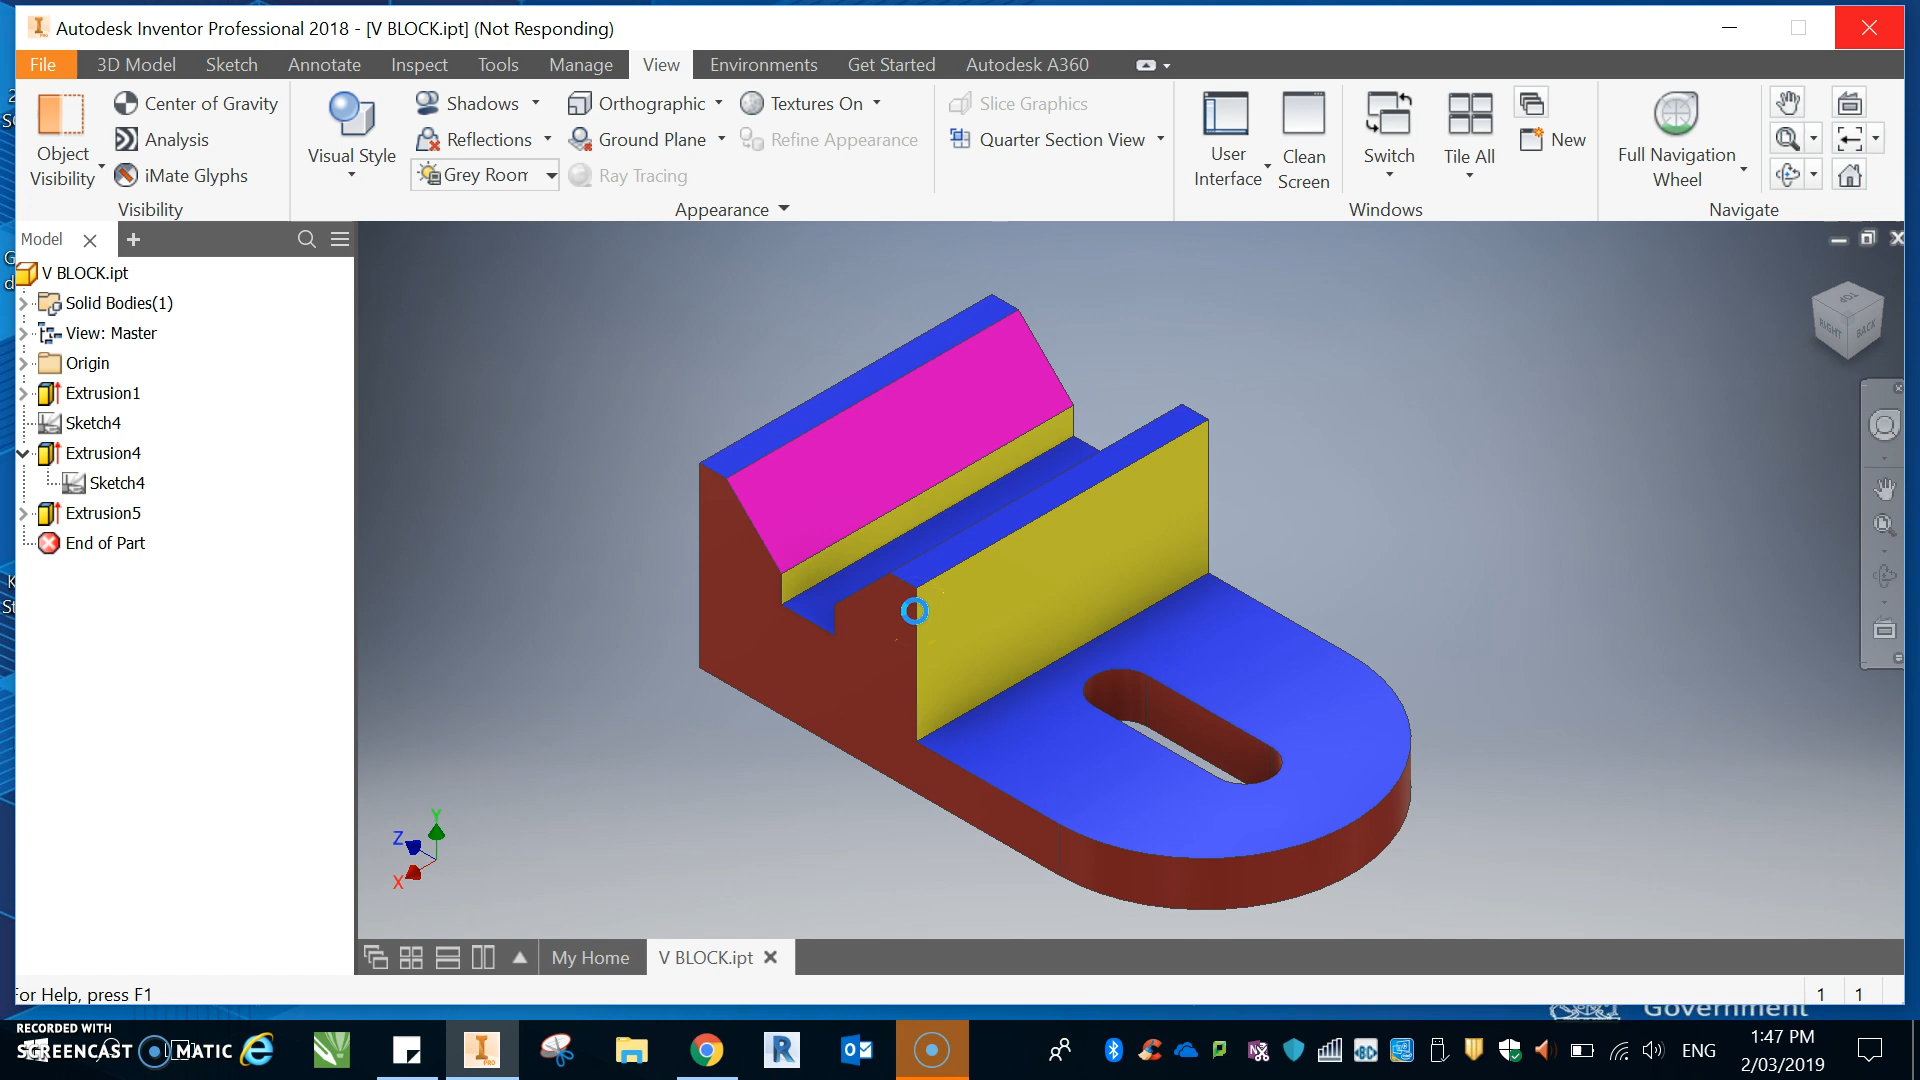 Autodesk Inventor Professional 2018 - [V BLOCK.ipt] (Not Responding)
File 3D Model Sketch Annotate Inspect Tools Manage View Environments Get Started Autodesk A360
Object Visibility
Center of Gravity
Analysis
iMate Glyphs
Visibility
Visual Style
Shadows
Reflections
Grey Room
Orthographic
Ground Plane
Ray Tracing
Textures On
Refine Appearance
Appearance
Slice Graphics
Quarter Section View
User Interface
Clean Screen
Switch
Tile All
New
Windows
Full Navigation Wheel
Navigate
Model
V BLOCK.ipt
Solid Bodies(1)
View: Master
Origin
Extrusion1
Sketch4
Extrusion4
Sketch4
Extrusion5
End of Part
TOP
RIGHT BACK
Y
Z
X
My Home V BLOCK.ipt
For Help, press F1
1 1
Government
RECORDED WITH
SCREENCAST MATIC
ENG
1:47 PM
2/03/2019